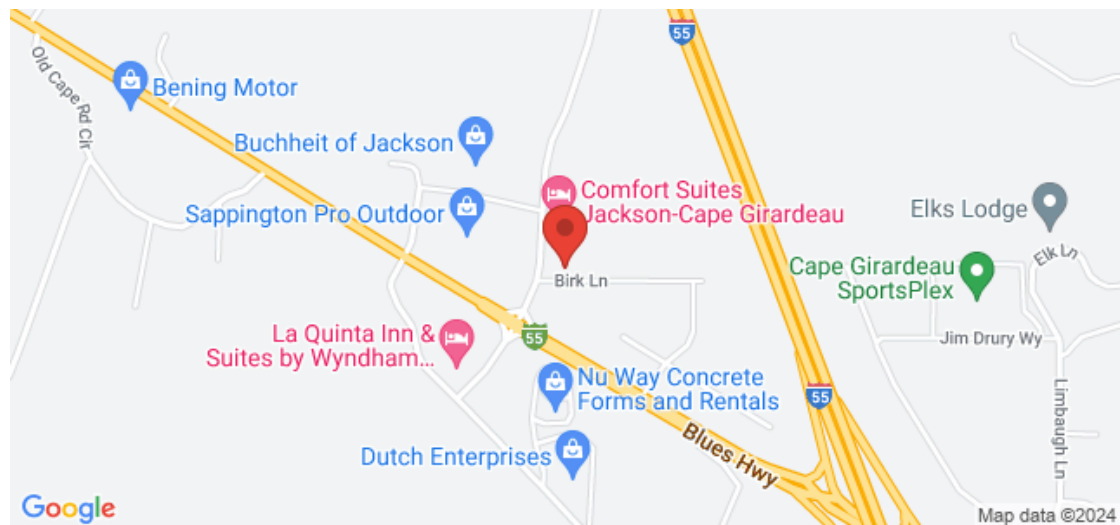 55
Old Cape Rd Cir
Bening Motor
Buchheit of Jackson
Comfort Suites
Jackson-Cape Girardeau
Sappington Pro Outdoor
Elks Lodge
Elk Ln
Cape Girardeau
SportsPlex
Birk Ln
La Quinta Inn &
Suites by Wyndham...
55
Jim Drury Wy
Nu Way Concrete
Forms and Rentals
55
Limbaugh Ln
Blues Hwy
Dutch Enterprises
Google
Map data ©2024